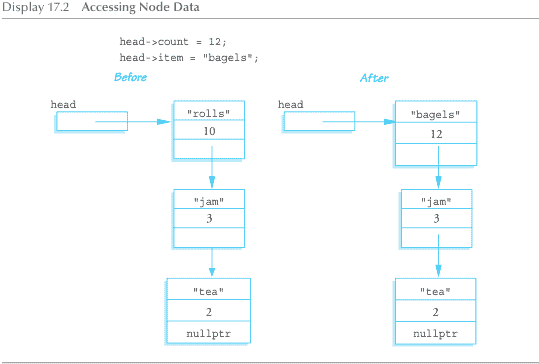 Display 17.2 Accessing Node Data
head->count = 12;
head->item = "bagels";
Before
After
head
"rolls"
10
"jam"
3
"tea"
2
nullptr
head
"bagels"
12
"jam"
3
"tea"
2
nullptr